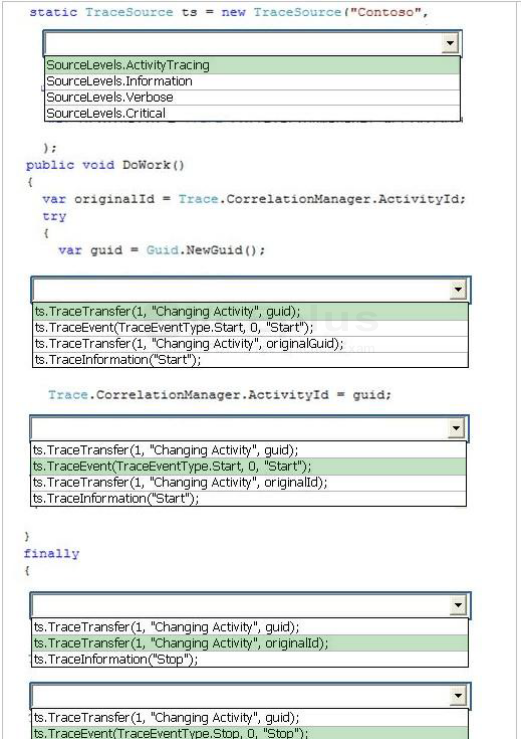 static TraceSource ts = new TraceSource("Contoso",
SourceLevels.ActivityTracing
SourceLevels.Information
SourceLevels.Verbose
SourceLevels.Critical
);
public void DoWork()
{
var originalId = Trace.CorrelationManager.ActivityId;
try
{
var guid = Guid.NewGuid();
ts.TraceTransfer(1, "Changing Activity", guid);
ts.TraceEvent(TraceEventType.Start, 0, "Start");
ts.TraceTransfer(1, "Changing Activity", originalGuid);
ts.TraceInformation("Start");
Trace.CorrelationManager.ActivityId = guid;
ts.TraceTransfer(1, "Changing Activity", guid);
ts.TraceEvent(TraceEventType.Start, 0, "Start");
ts.TraceTransfer(1, "Changing Activity", originalId);
ts.TraceInformation("Start");
}
finally
{
ts.TraceTransfer(1, "Changing Activity", guid);
ts.TraceTransfer(1, "Changing Activity", originalId);
ts.TraceInformation("Stop");
ts.TraceTransfer(1, "Changing Activity", guid);
ts.TraceEvent(TraceEventType.Stop, 0, "Stop");